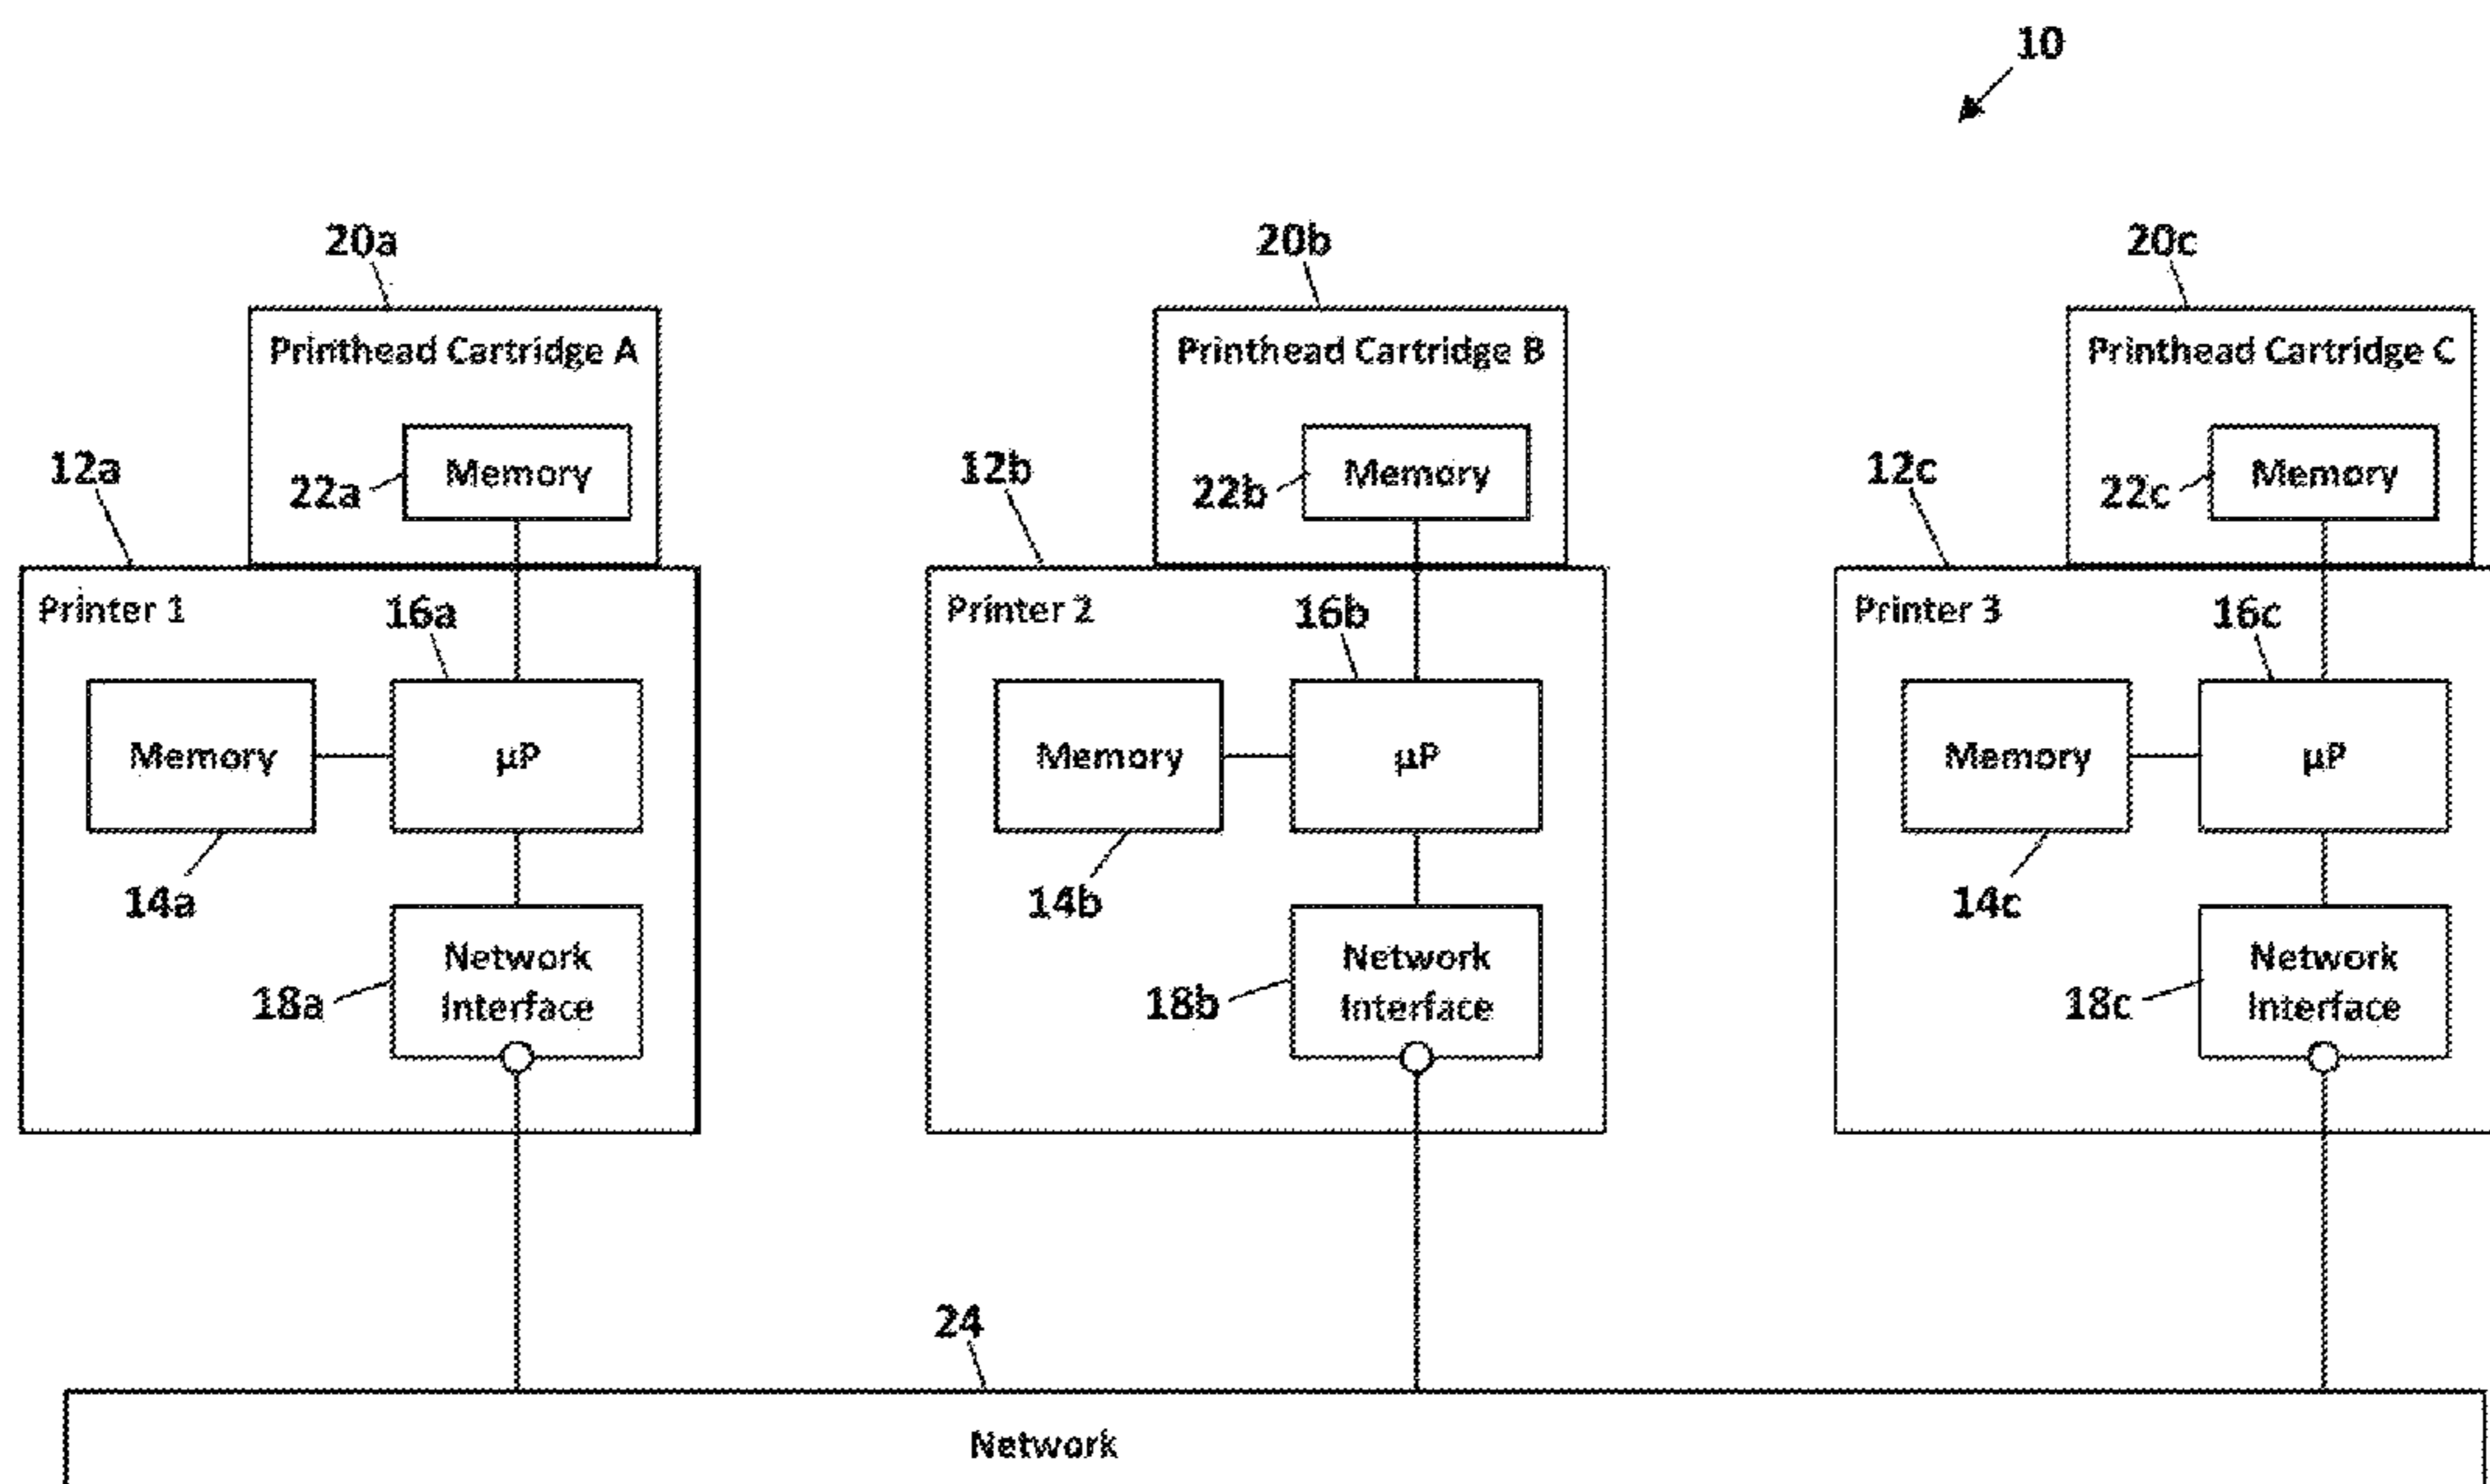 10
20a
20b
20c
Printhead Cartridge A
Printhead Cartridge B
Printhead Cartridge C
12a
22a
Memory
12b
22b
Memory
12c
22c
Memory
Printer 1
16a
Printer 2
16b
Printer 3
16c
Memory
µP
Memory
µP
Memory
µP
14a
14b
14c
18a
Network
Interface
18b
Network
Interface
18c
Network
Interface
24
Network